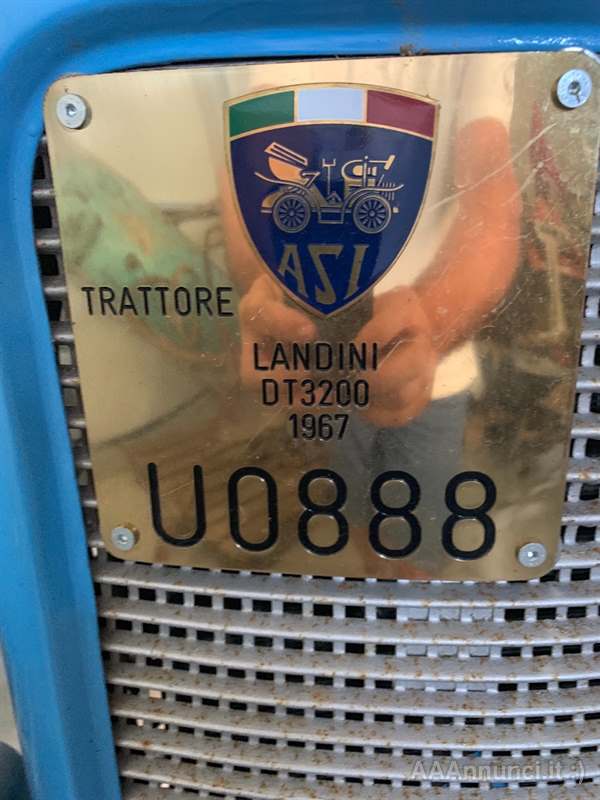 ASI
TRATTORE
LANDINI
DT3200
1967
U0888
AAAnnunci.it :)